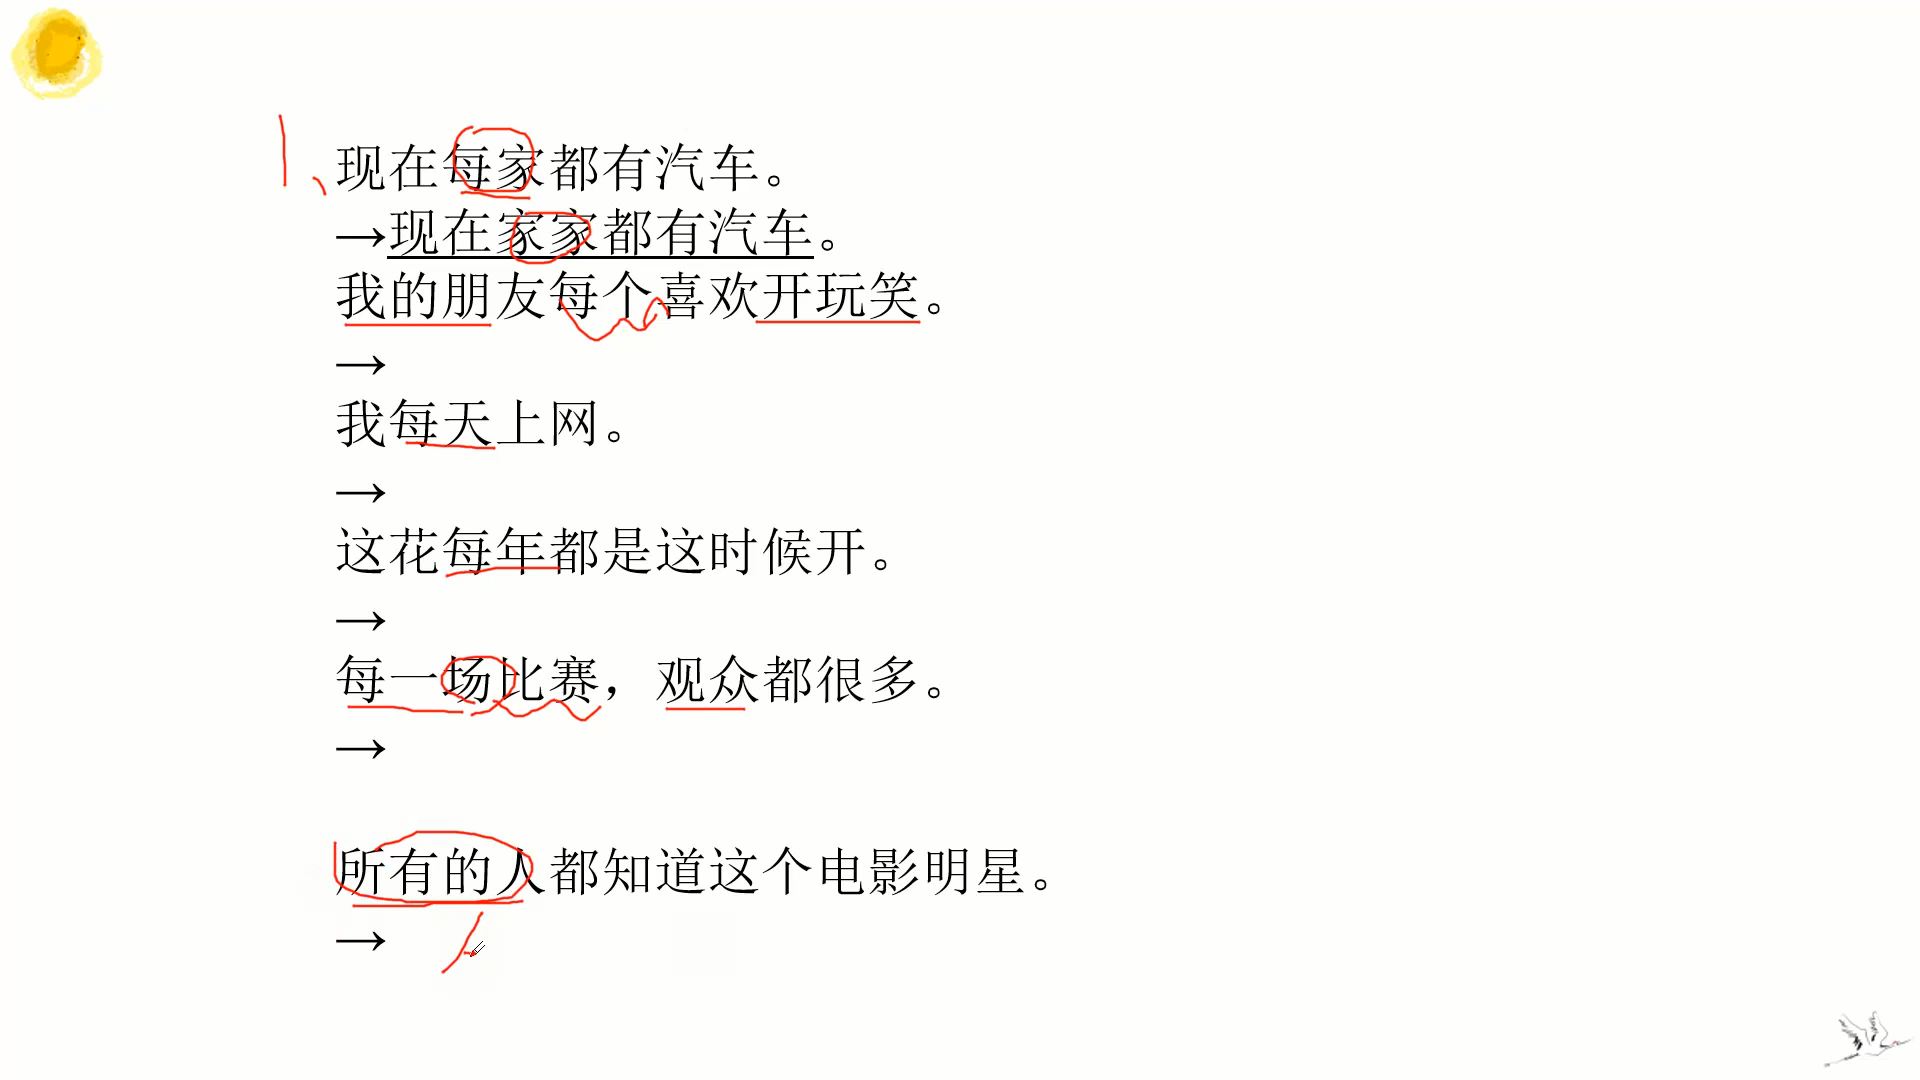 1、现在每家都有汽车。
→现在家家都有汽车。
我的朋友每个喜欢开玩笑。
→
我每天上网。
→
这花每年都是这时候开。
→
每一场比赛，观众都很多。
→
所有的人都知道这个电影明星。
→